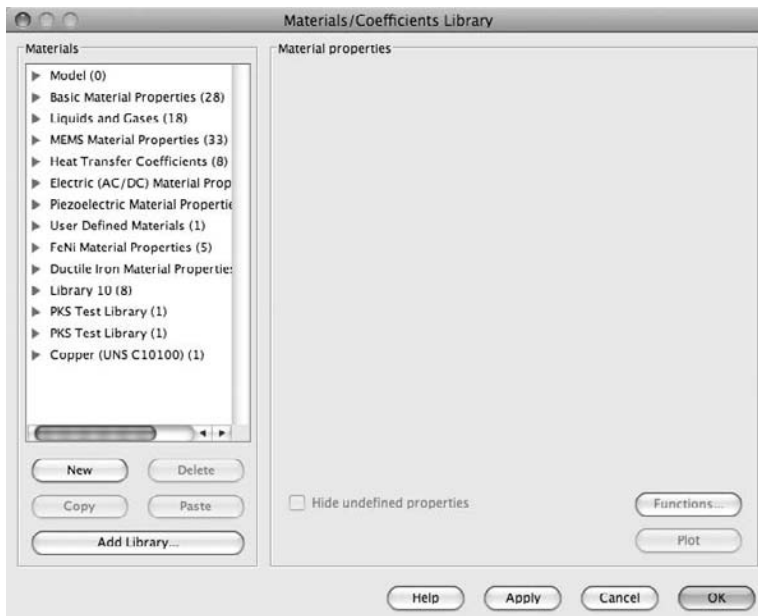 Materials/Coefficients Library
Materials
Model (0)
Basic Material Properties (28)
Liquids and Gases (18)
MEMS Material Properties (33)
Heat Transfer Coefficients (8)
Electric (AC/DC) Material Prop
Piezoelectric Material Propertie
User Defined Materials (1)
FeNi Material Properties (5)
Ductile Iron Material Properties
Library 10 (8)
PKS Test Library (1)
PKS Test Library (1)
Copper (UNS C10100) (1)
New Delete
Copy Paste
Add Library...
Material properties
Hide undefined properties
Functions...
Plot
Help Apply Cancel OK